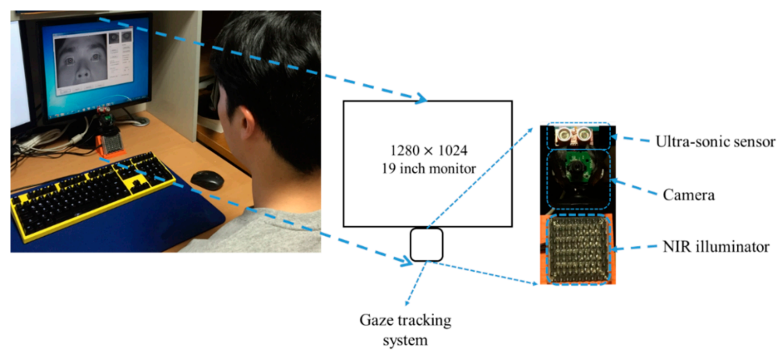 1280 × 1024
19 inch monitor
Ultra-sonic sensor
Camera
NIR illuminator
Gaze tracking
system